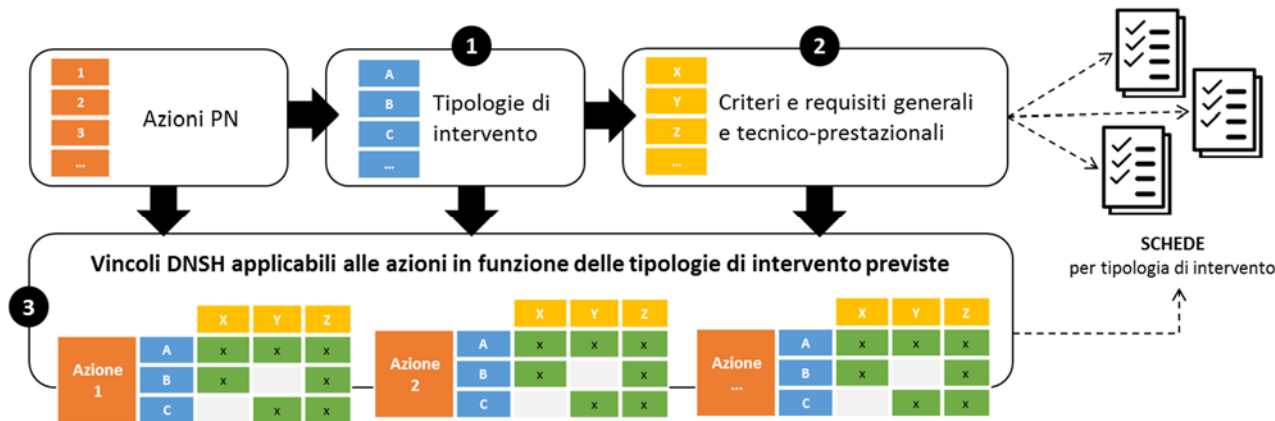 1
2
1
2
3
...
Azioni PN
A
B
C
...
Tipologie di
intervento
X
Y
Z
...
Criteri e requisiti generali
e tecnico-prestazionali
SCHEDE
per tipologia di intervento
3
Vincoli DNSH applicabili alle azioni in funzione delle tipologie di intervento previste
X Y Z
Azione
1
A x x x
B x x
C x x
X Y Z
Azione
2
A x x x
B x x
C x x
X Y Z
Azione
...
A x x x
B x x
C x x